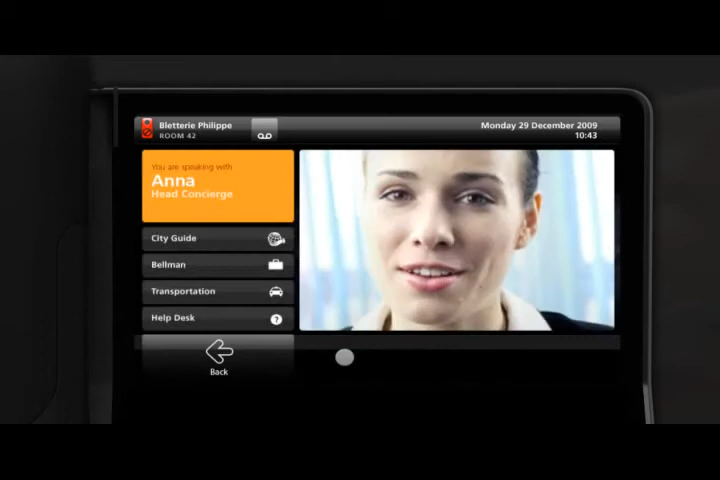 Bletterie Philippe
ROOM 42
Monday 29 December 2009
10:43
You are speaking with
Anna
Head Concierge
City Guide
Bellman
Transportation
Help Desk
?
Back